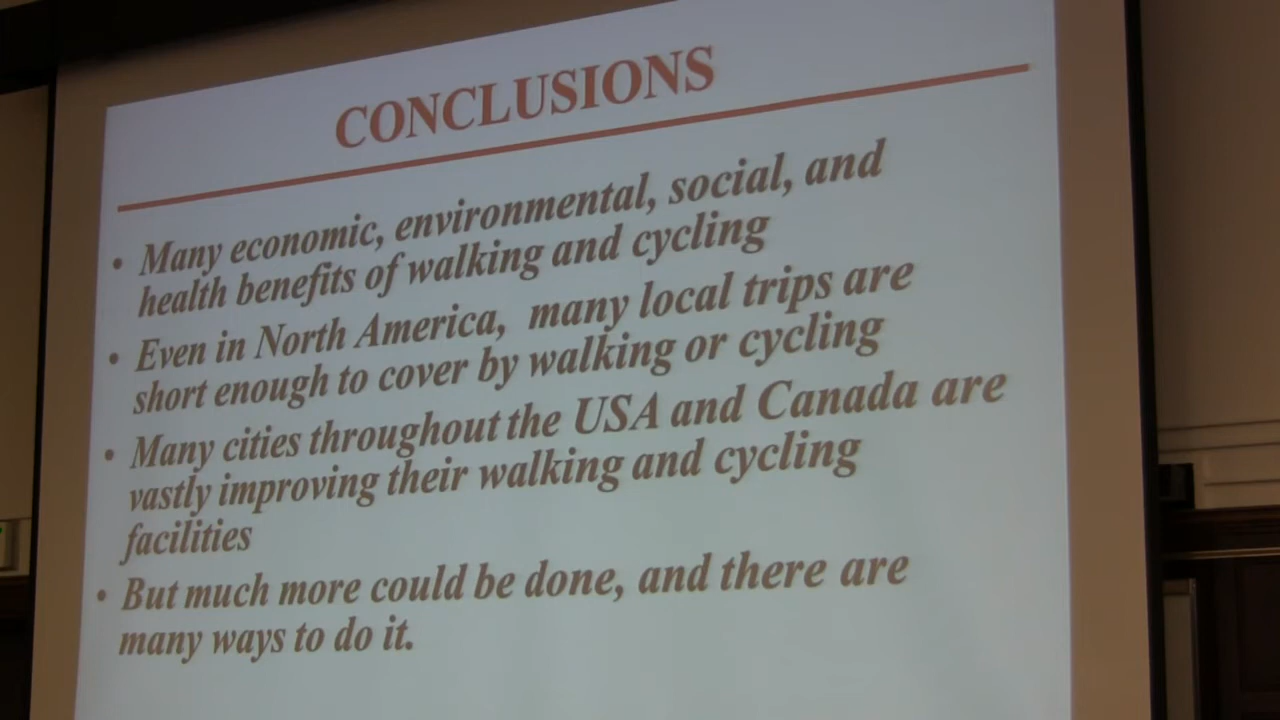 CONCLUSIONS
• Many economic, environmental, social, and
health benefits of walking and cycling
• Even in North America, many local trips are
short enough to cover by walking or cycling
• Many cities throughout the USA and Canada are
vastly improving their walking and cycling
facilities
• But much more could be done, and there are
many ways to do it.